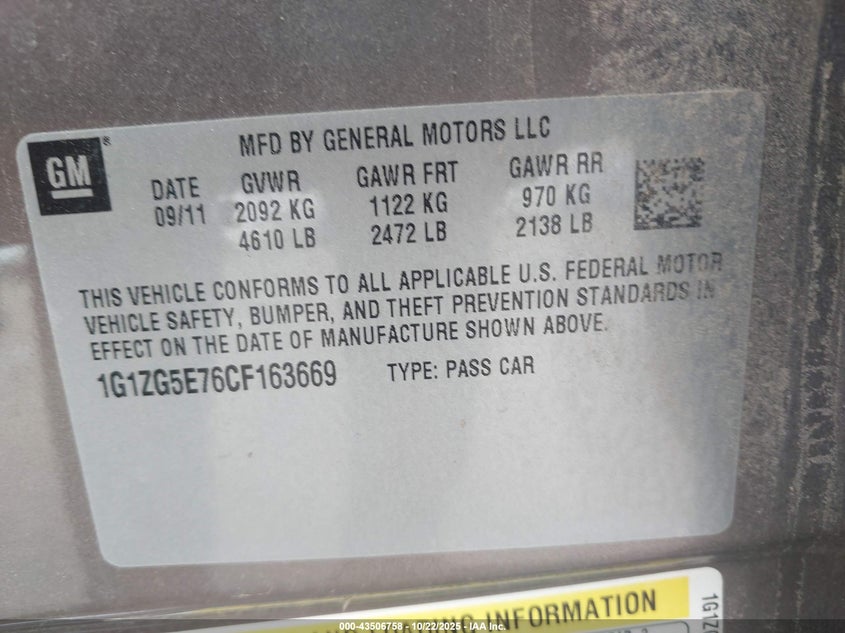 GM
®
MFD BY GENERAL MOTORS LLC
DATE GVWR GAWR FRT GAWR RR
09/11 2092 KG 1122 KG 970 KG
4610 LB 2472 LB 2138 LB
THIS VEHICLE CONFORMS TO ALL APPLICABLE U.S. FEDERAL MOTOR
VEHICLE SAFETY, BUMPER, AND THEFT PREVENTION STANDARDS IN
EFFECT ON THE DATE OF MANUFACTURE SHOWN ABOVE.
1G1ZG5E76CF163669 TYPE: PASS CAR
INFORMATION
1G1Z
000-43506758 - 10/22/2025 - IAA Inc.